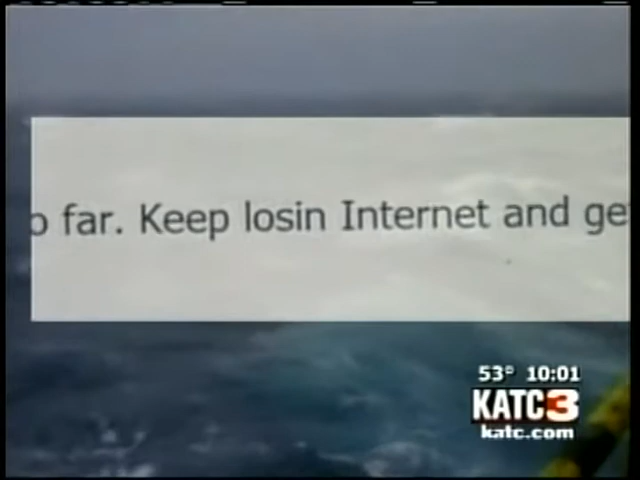 o far. Keep losin Internet and ge
53° 10:01
KATC3
katc.com